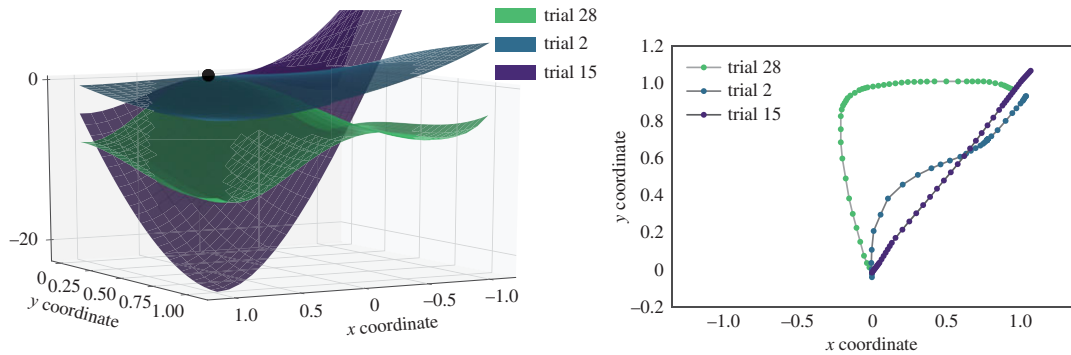 trial 28
trial 2
trial 15
0
–20
0 0.25 0.50 0.75 1.00
y coordinate
1.0 0.5 0 –0.5 –1.0
x coordinate
1.2
1.0
0.8
0.6
0.4
0.2
0
–0.2
y coordinate
trial 28
trial 2
trial 15
–1.0 –0.5 0 0.5 1.0
x coordinate